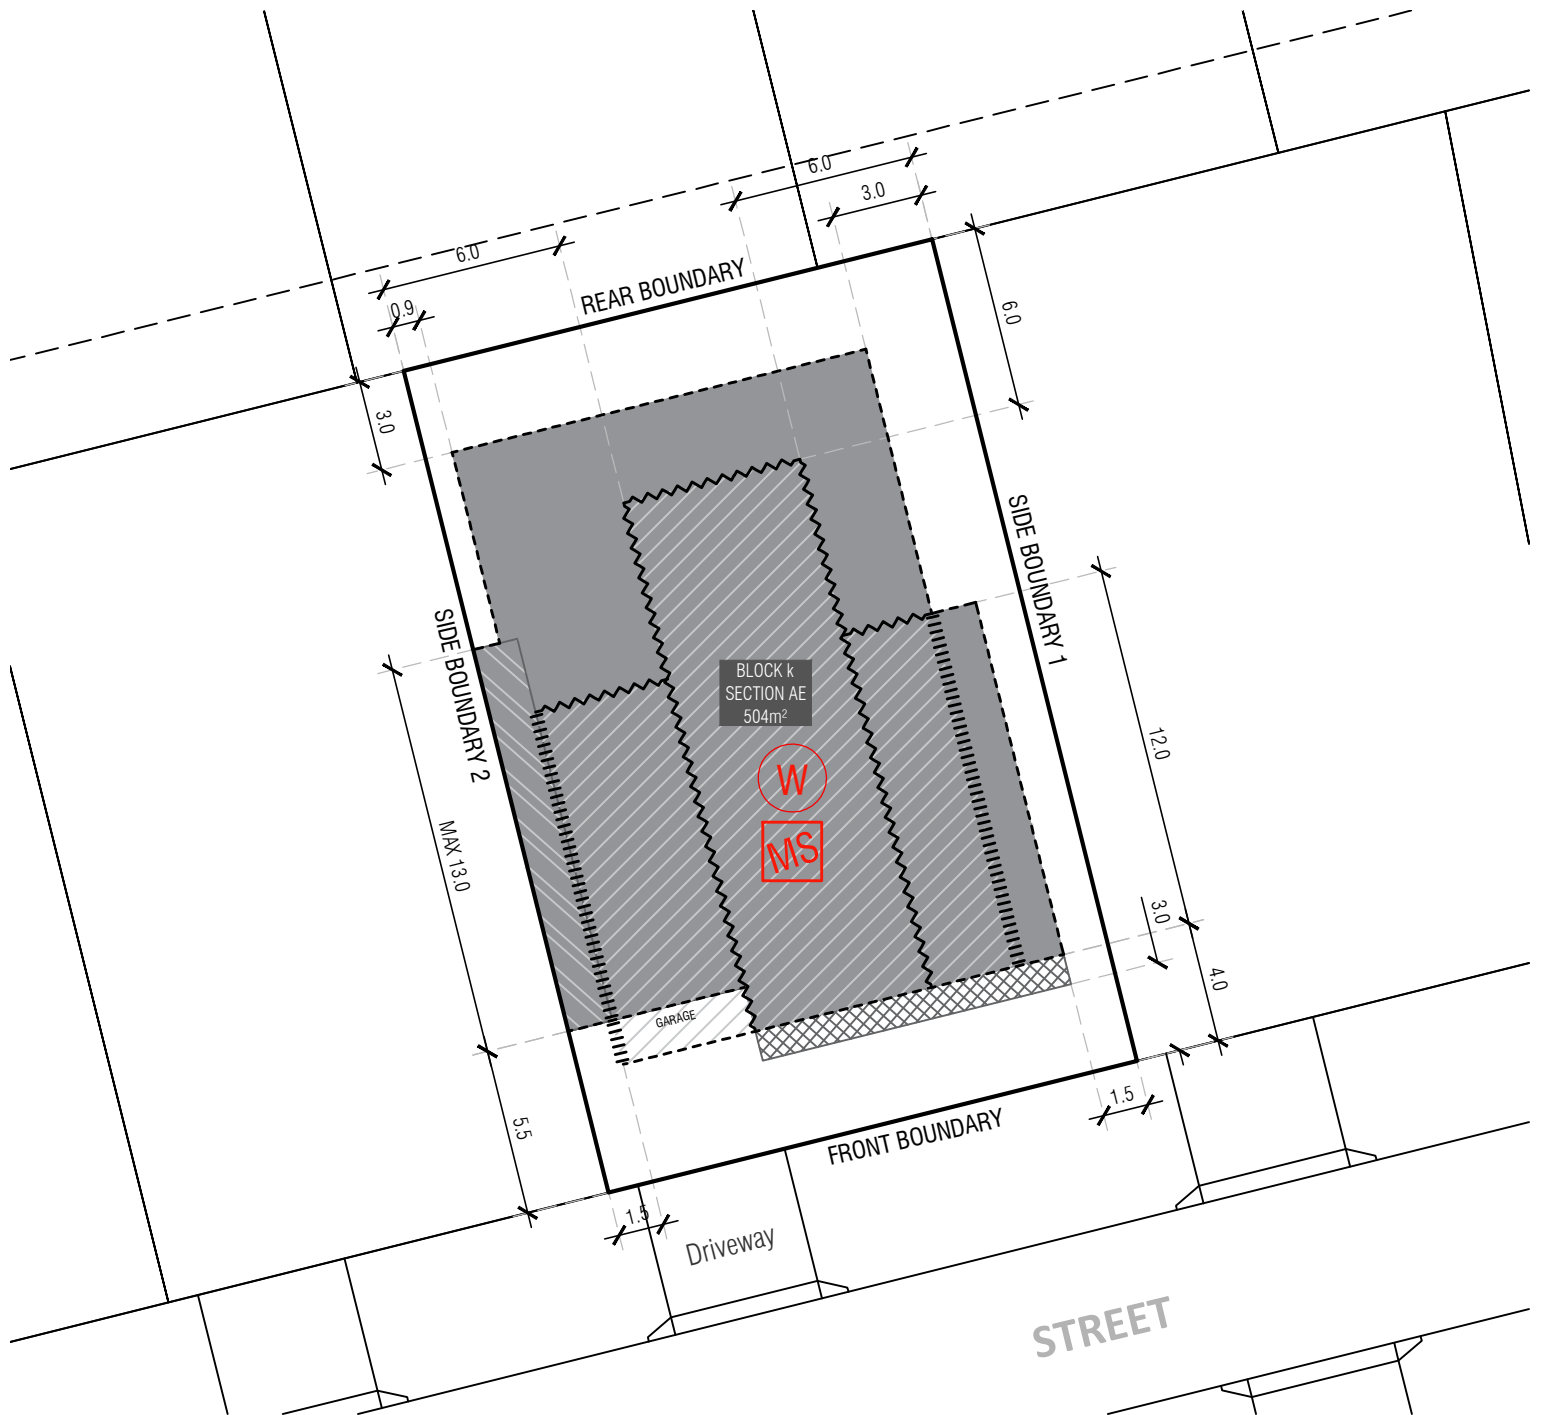 6.0
3.0
6.0
0.9
REAR BOUNDARY
6.0
3.0
SIDE BOUNDARY 1
SIDE BOUNDARY 2
BLOCK k
SECTION AE
504m²
W
MS
12.0
MAX 13.0
3.0
4.0
GARAGE
5.5
1.5
FRONT BOUNDARY
1.5
Driveway
STREET